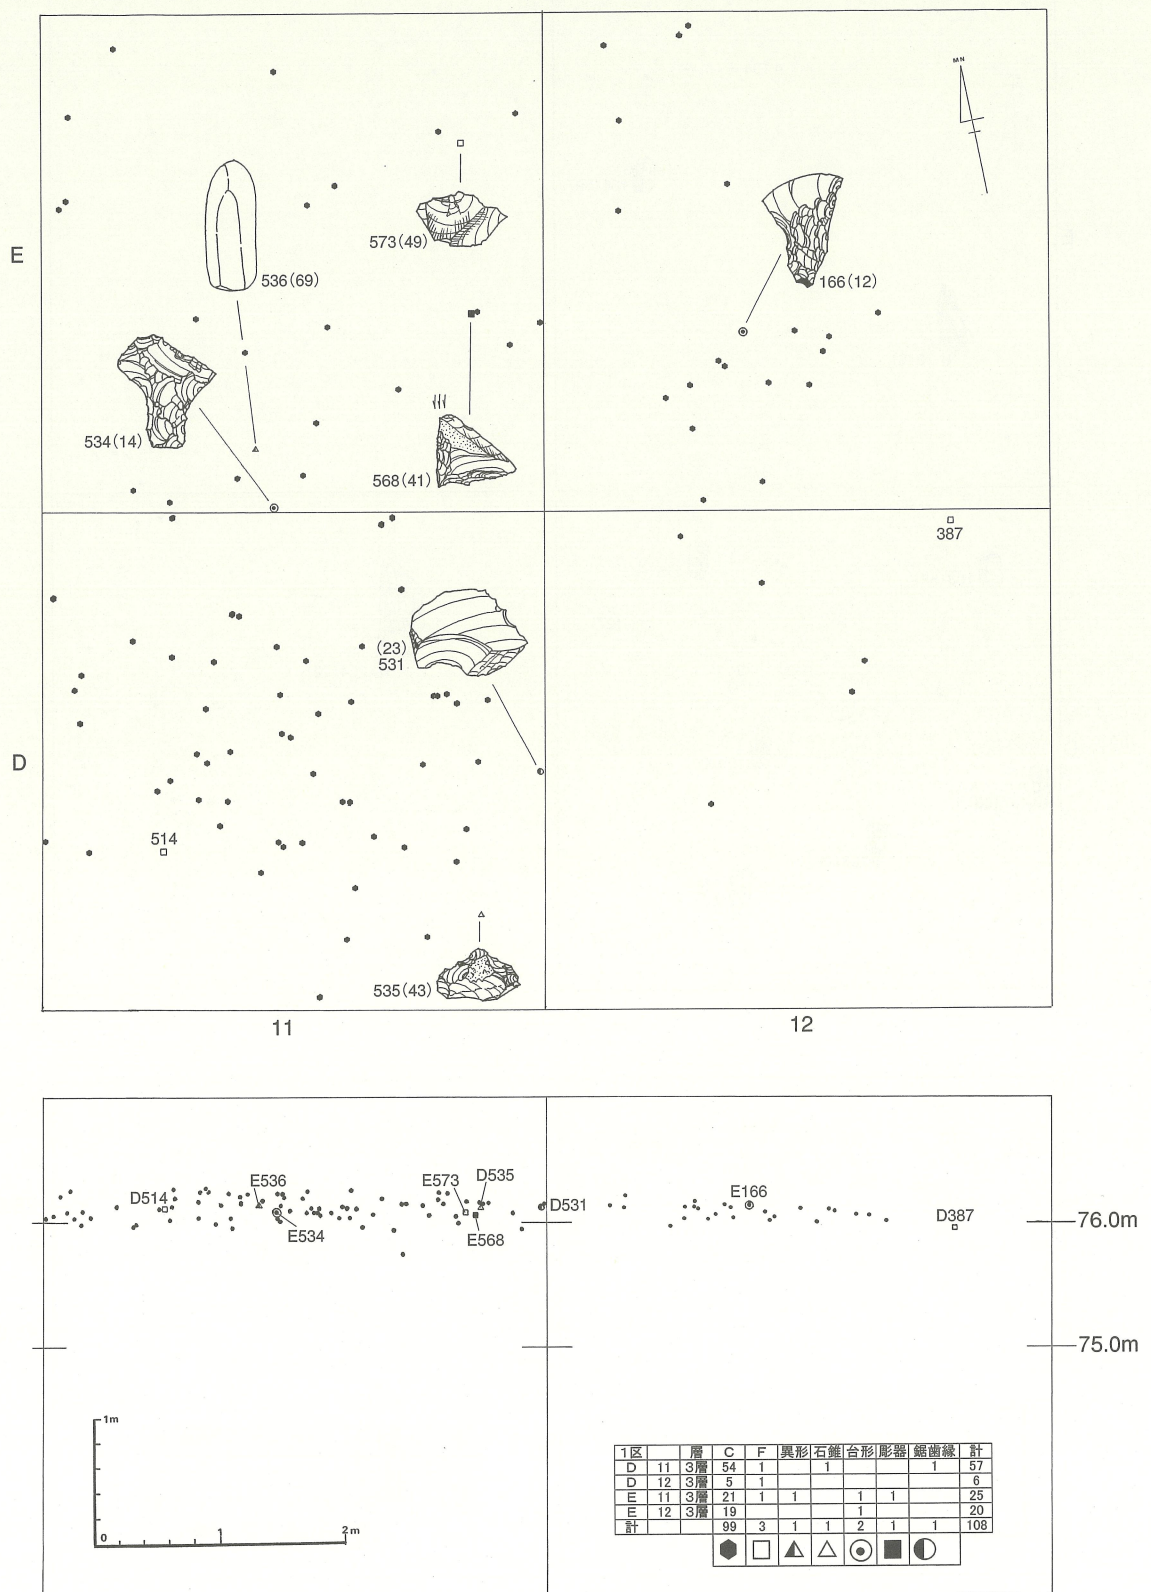 MN
E
573(49)
536(69)
166(12)
534(14)
568(41)
387
(23)
531
D
514
535(43)
11
12
D514
E536
E573
D535
D531
E166
D387
E534
E568
76.0m
75.0m
1m
0
1
2m
1区 層 C F 異形 石錐 台形 彫器 鋸歯縁 計
D 11 3層 54 1 1 1 57
D 12 3層 5 1 6
E 11 3層 21 1 1 1 1 25
E 12 3層 19 1 20
計 99 3 1 1 2 1 1 108